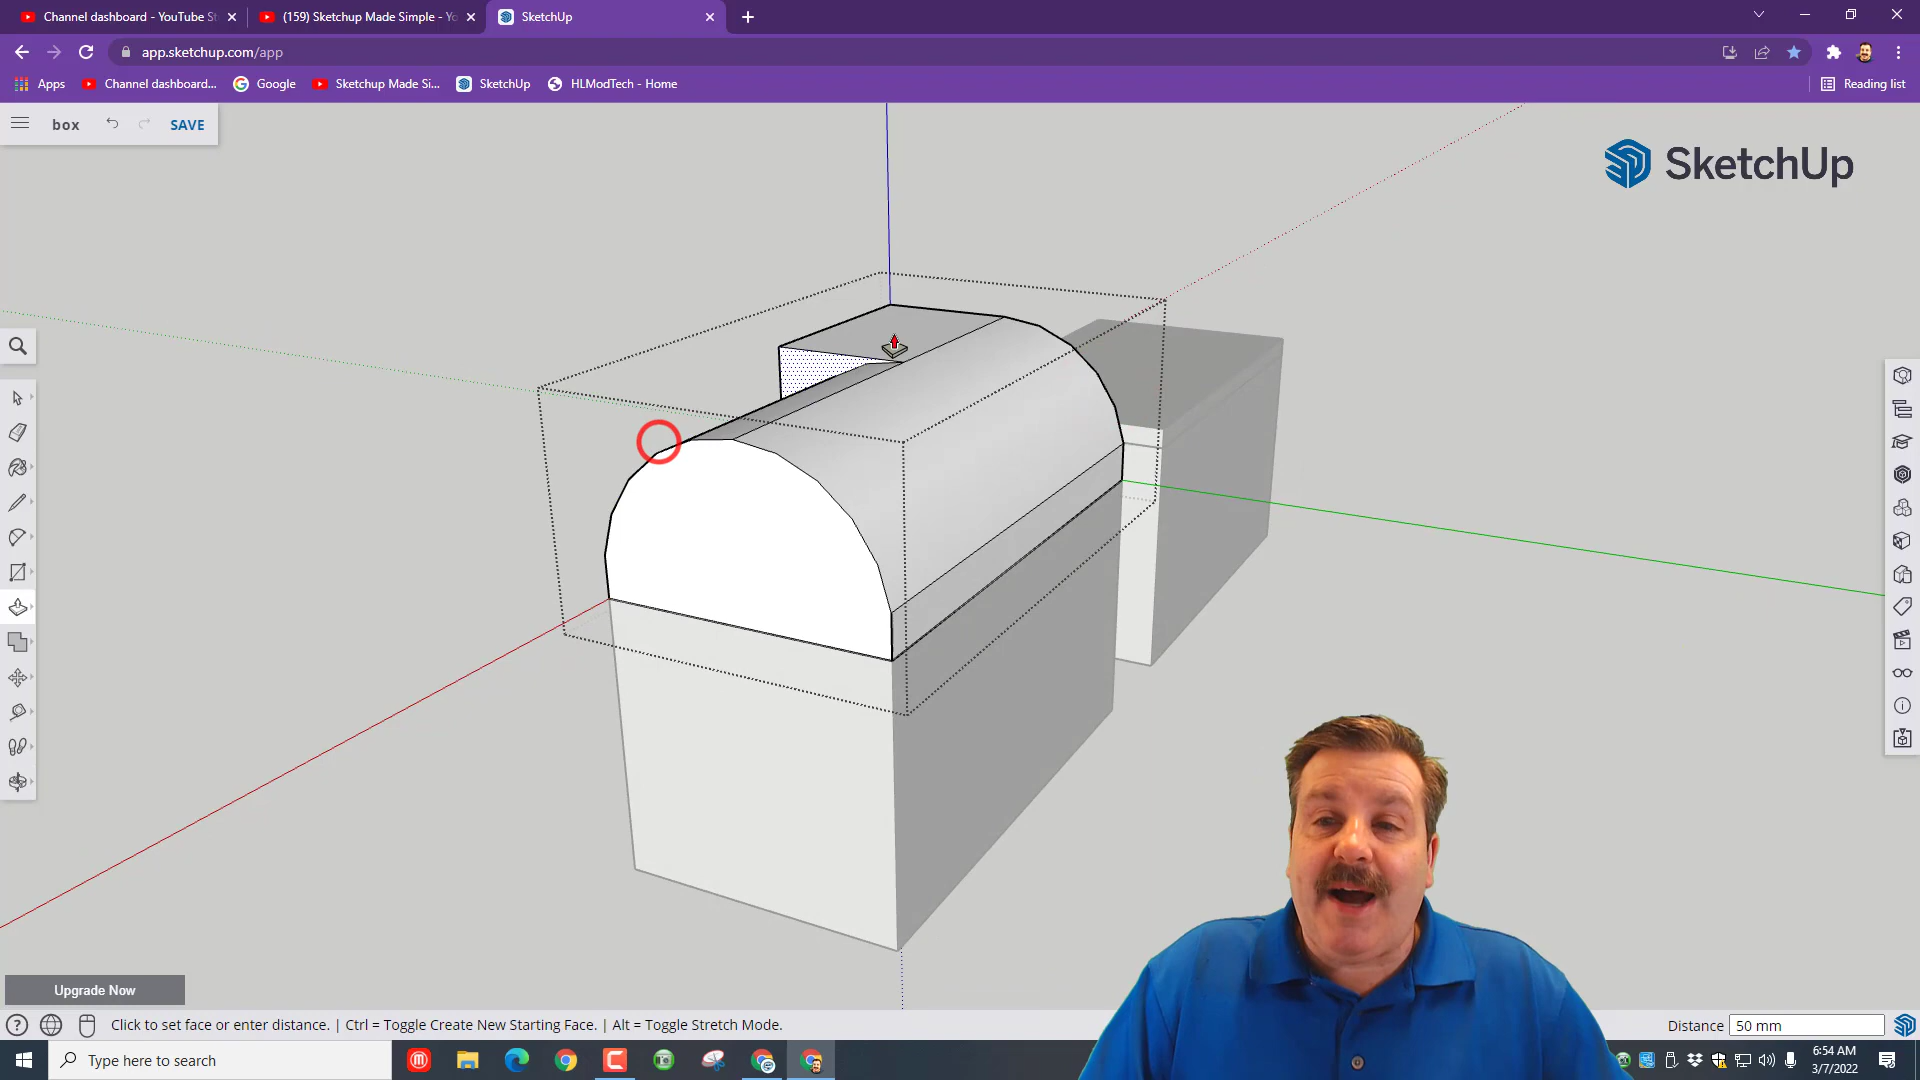 Channel dashboard - YouTube St
(159) Sketchup Made Simple - Yo
SketchUp
app.sketchup.com/app
Apps
Channel dashboard...
Google
Sketchup Made Si...
SketchUp
HLModTech - Home
Reading list
box
SAVE
SketchUp
Upgrade Now
Click to set face or enter distance. | Ctrl = Toggle Create New Starting Face. | Alt = Toggle Stretch Mode.
Distance
50 mm
Type here to search
6:54 AM
3/7/2022